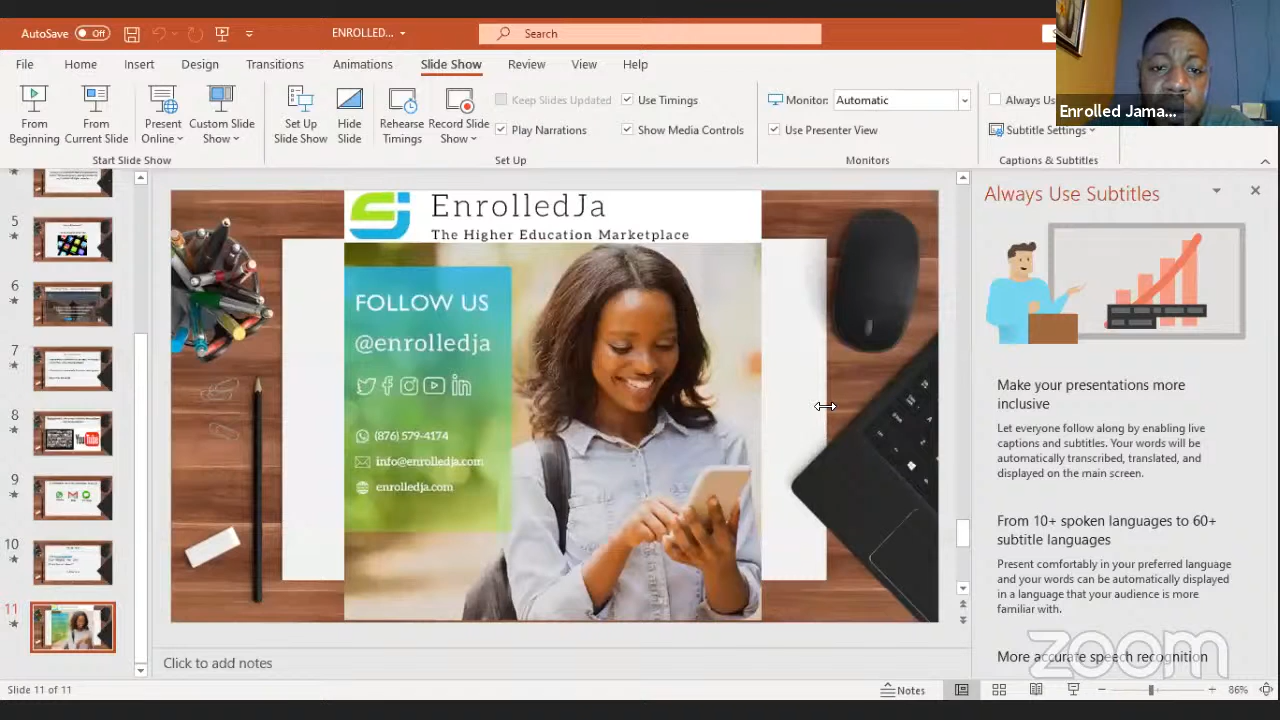 AutoSave Off
ENROLLED...
Search
File Home Insert Design Transitions Animations Slide Show Review View Help
From Beginning
From Current Slide
Present Online
Custom Slide Show
Start Slide Show
Set Up Slide Show
Hide Slide
Rehearse Timings
Record Slide Show
Keep Slides Updated
Use Timings
Play Narrations
Show Media Controls
Set Up
Monitor: Automatic
Use Presenter View
Monitors
Always Us
Subtitle Settings
Captions & Subtitles
Enrolled Jama...
5
6
7
8
YouTube
9
10
11
EnrolledJa
The Higher Education Marketplace
FOLLOW US
@enrolledja
(876) 579-4174
info@enrolledja.com
enrolledja.com
Always Use Subtitles
Make your presentations more
inclusive
Let everyone follow along by enabling live
captions and subtitles. Your words will be
automatically transcribed, translated, and
displayed on the main screen.
From 10+ spoken languages to 60+
subtitle languages
Present comfortably in your preferred language
and your words can be automatically displayed
in a language that your audience is more
familiar with.
More accurate speech recognition
zoom
Click to add notes
Slide 11 of 11
Notes
86%